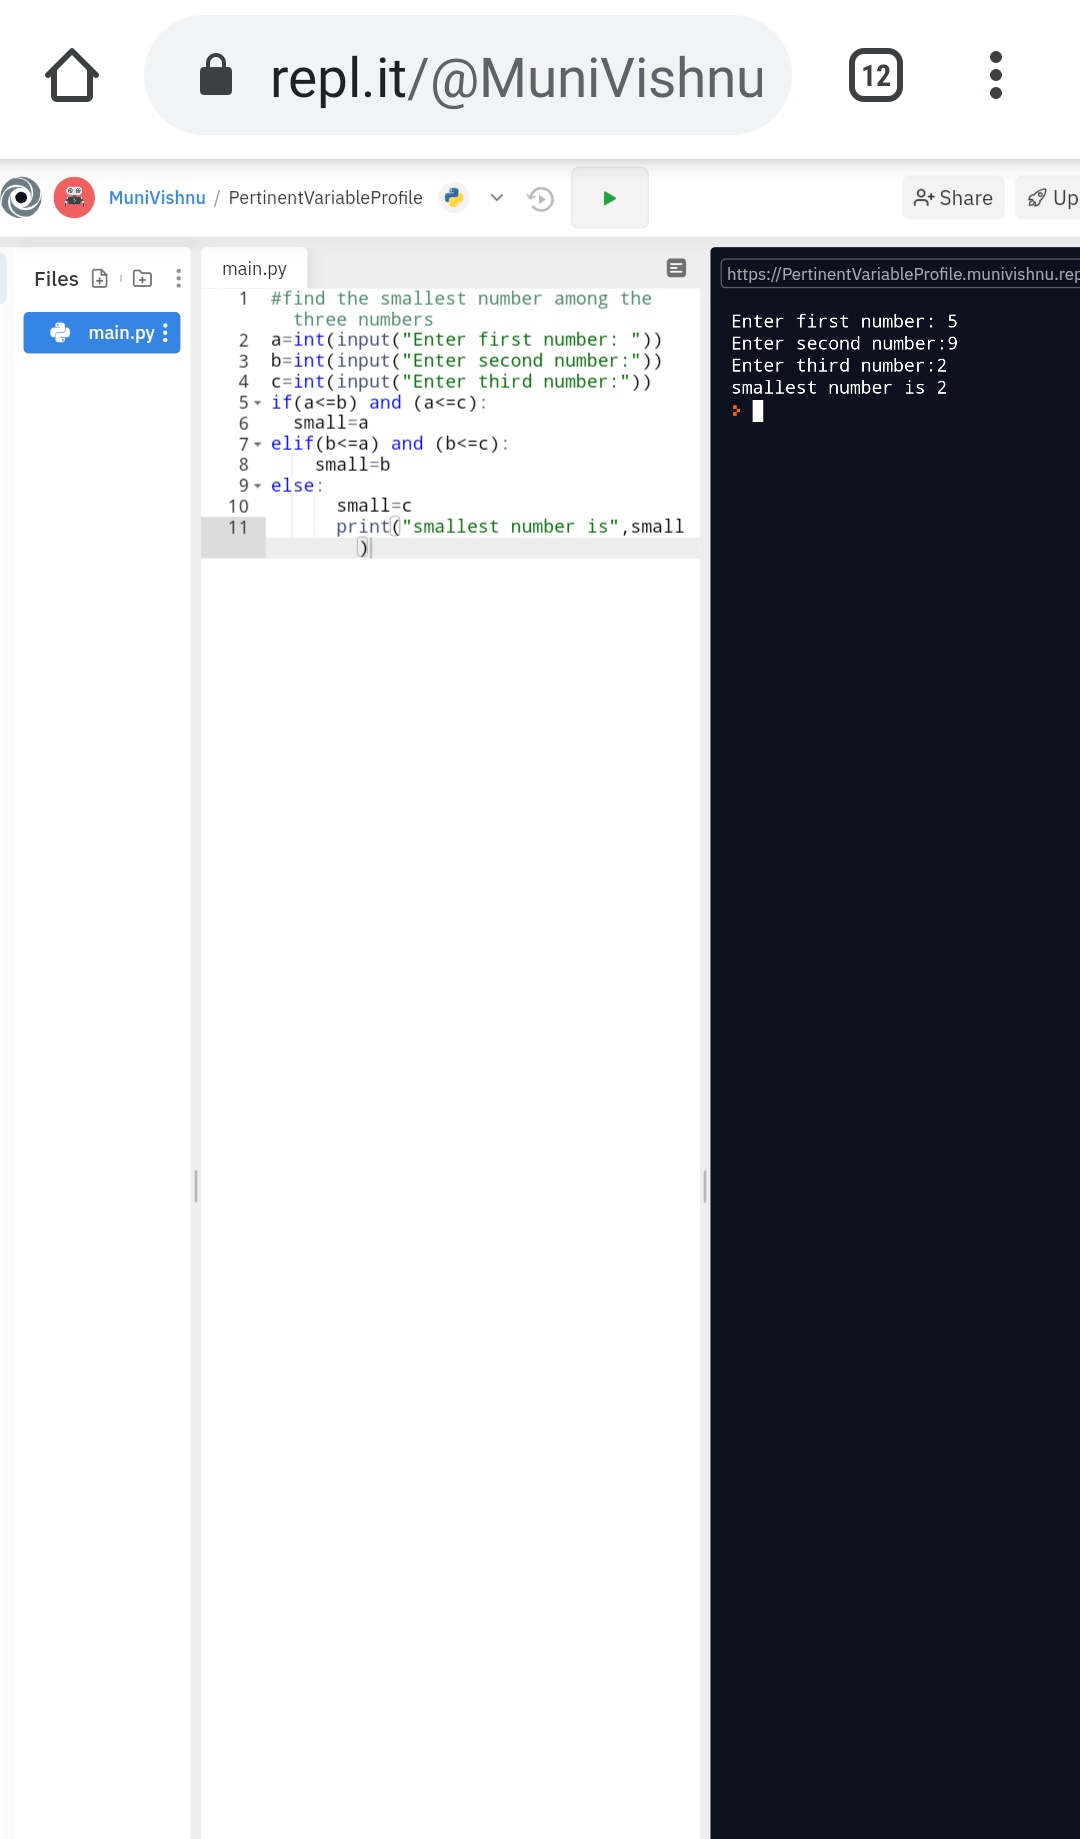 repl.it/@MuniVishnu
12
MuniVishnu / PertinentVariableProfile
Share
Up
Files
main.py
main.py
1 #find the smallest number among the
three numbers
2 a=int(input("Enter first number: "))
3 b=int(input("Enter second number:"))
4 c=int(input("Enter third number:"))
5 if(a<=b) and (a<=c):
6 small=a
7 elif(b<=a) and (b<=c):
8 small=b
9 else:
10 small=c
11 print("smallest number is",small
)
https://PertinentVariableProfile.munivishnu.rep
Enter first number: 5
Enter second number:9
Enter third number:2
smallest number is 2